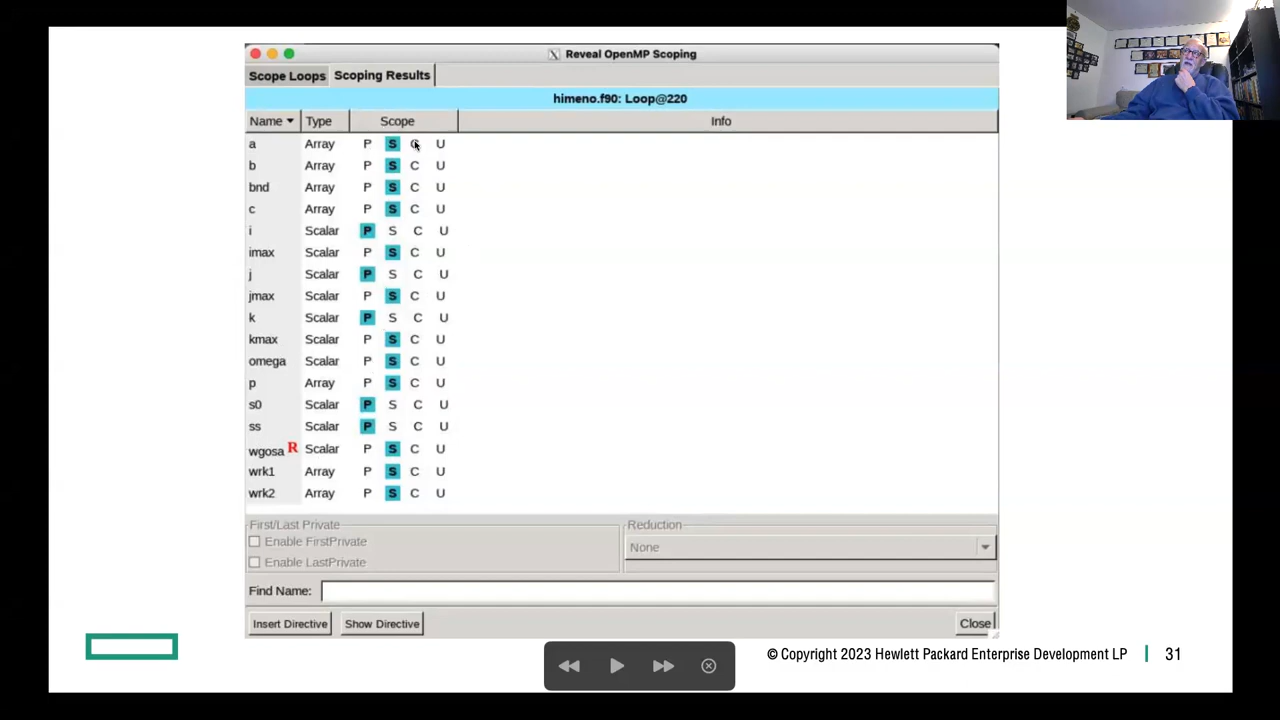 Reveal OpenMP Scoping
Scope Loops Scoping Results
himeno.f90: Loop@220
Name Type Scope Info
a Array P S C U
b Array P S C U
bnd Array P S C U
c Array P S C U
i Scalar P S C U
imax Scalar P S C U
j Scalar P S C U
jmax Scalar P S C U
k Scalar P S C U
kmax Scalar P S C U
omega Scalar P S C U
p Array P S C U
s0 Scalar P S C U
ss Scalar P S C U
wgosa R Scalar P S C U
wrk1 Array P S C U
wrk2 Array P S C U
First/Last Private Reduction
Enable FirstPrivate None
Enable LastPrivate
Find Name:
Insert Directive Show Directive Close
© Copyright 2023 Hewlett Packard Enterprise Development LP 31